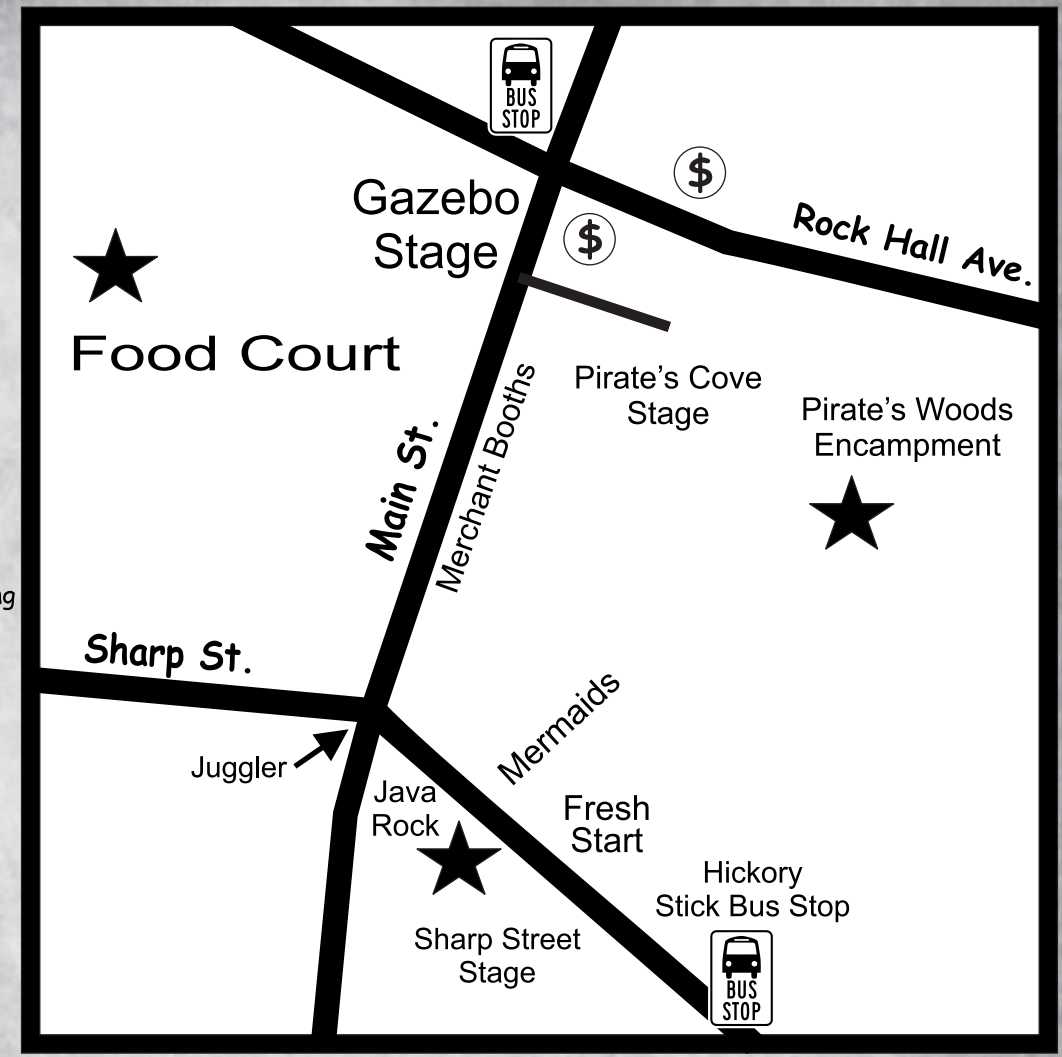 BUS
STOP
Gazebo
Stage
$
$
Rock Hall Ave.
Food Court
Pirate's Cove
Stage
Pirate's Woods
Encampment
Main St.
Merchant Booths
Sharp St.
Juggler
Mermaids
Java
Rock
Fresh
Start
Hickory
Stick Bus Stop
Sharp Street
Stage
BUS
STOP